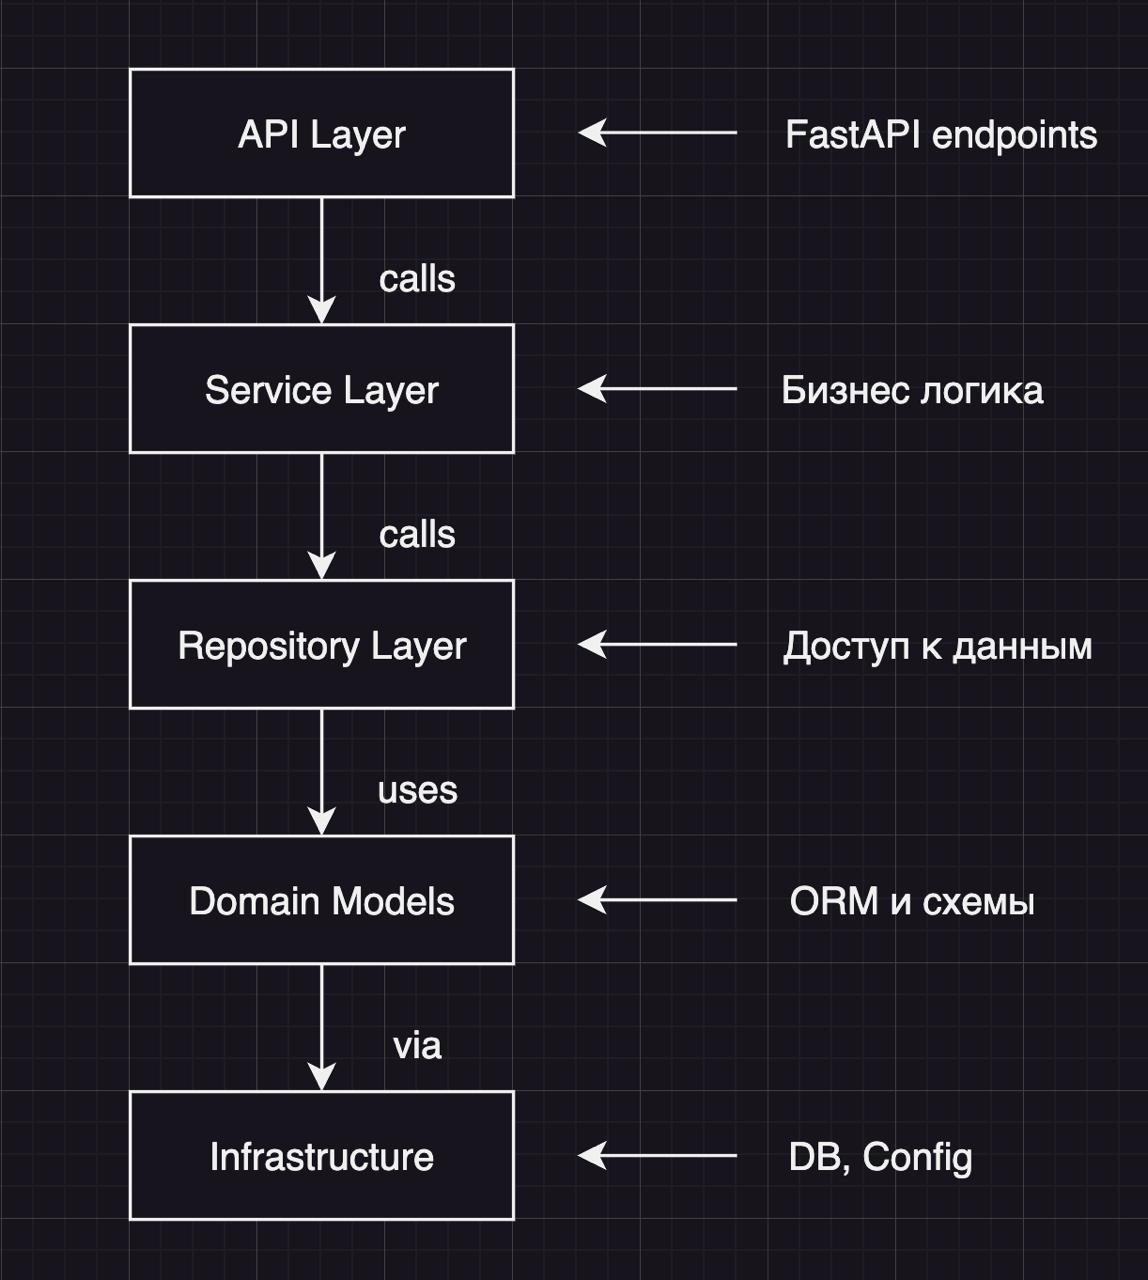 API Layer
FastAPI endpoints
calls
Service Layer
Бизнес логика
calls
Repository Layer
Доступ к данным
uses
Domain Models
ORM и схемы
via
Infrastructure
DB, Config